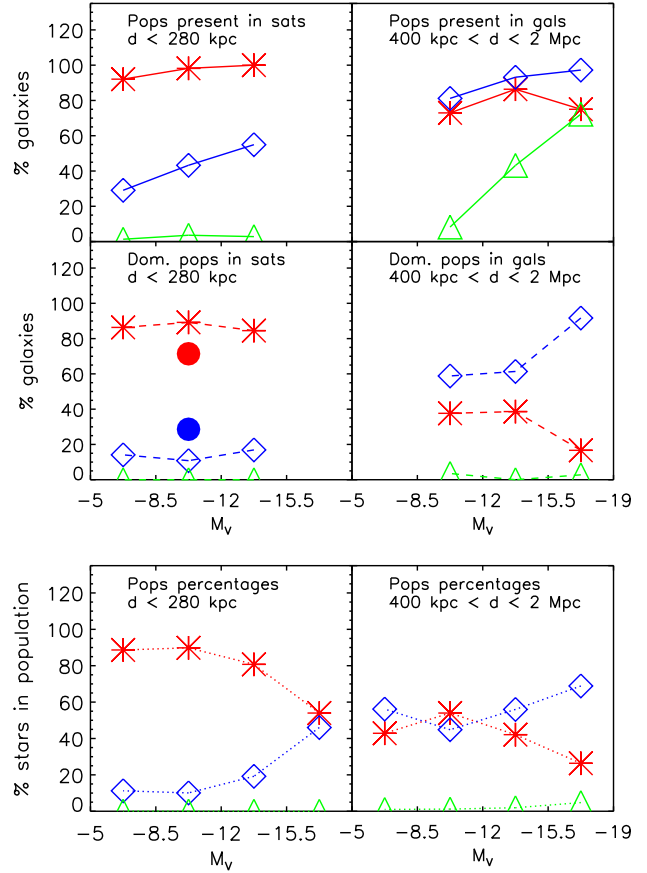 Pops present in sats
d < 280 kpc
Pops present in gals
400 kpc < d < 2 Mpc
120
100
80
60
40
20
0
% galaxies
Dom. pops in sats
d < 280 kpc
Dom. pops in gals
400 kpc < d < 2 Mpc
120
100
80
60
40
20
0
% galaxies
-5 -8.5 -12 -15.5 -5 -8.5 -12 -15.5 -19
Mv Mv
Pops percentages
d < 280 kpc
Pops percentages
400 kpc < d < 2 Mpc
120
100
80
60
40
20
0
% stars in population
-5 -8.5 -12 -15.5 -5 -8.5 -12 -15.5 -19
Mv Mv